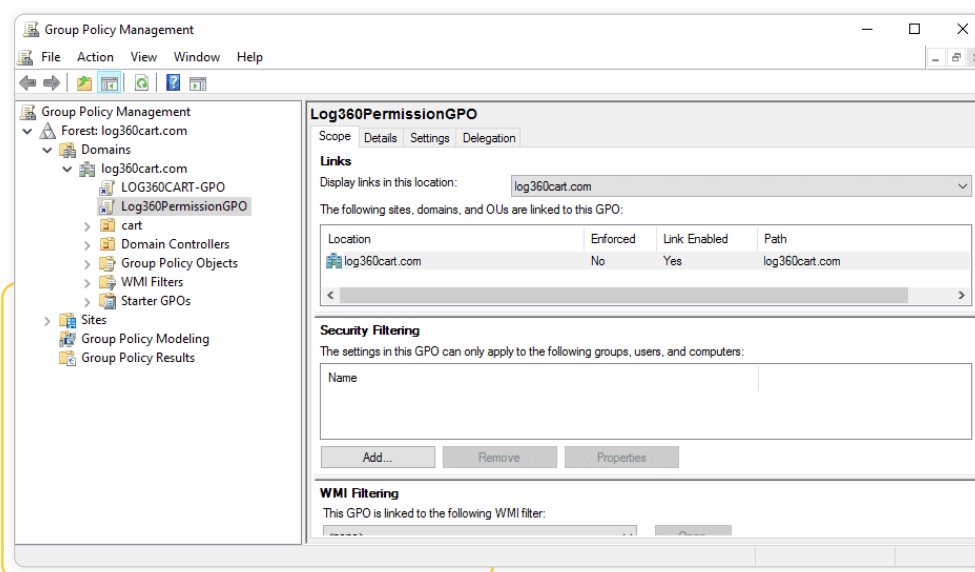 Group Policy Management
File Action View Window Help
Group Policy Management
Forest: log360cart.com
Domains
log360cart.com
LOG360CART-GPO
Log360PermissionGPO
cart
Domain Controllers
Group Policy Objects
WMI Filters
Starter GPOs
Sites
Group Policy Modeling
Group Policy Results
Log360PermissionGPO
Scope Details Settings Delegation
Links
Display links in this location: log360cart.com
The following sites, domains, and OUs are linked to this GPO:
Location Enforced Link Enabled Path
log360cart.com No Yes log360cart.com
Security Filtering
The settings in this GPO can only apply to the following groups, users, and computers:
Name
Add... Remove Properties
WMI Filtering
This GPO is linked to the following WMI filter: